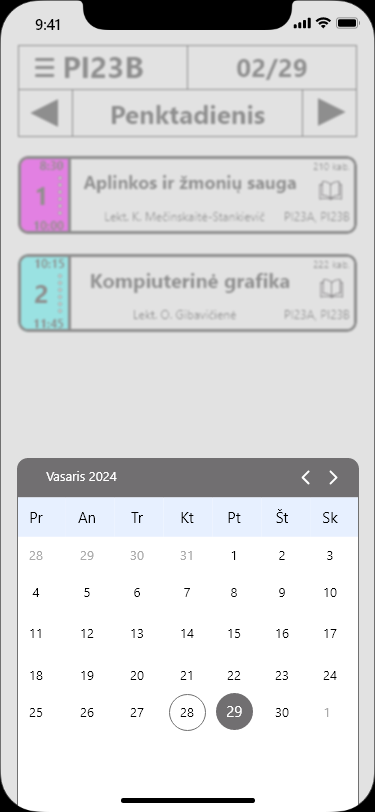 9:41
☰ PI23B 02/29
◀ Penktadienis ▶
8:30
210 kab.
1 Aplinkos ir žmonių sauga
Lekt. K. Mečinskaitė-Stankievič PI23A, PI23B
10:00
10:15
222 kab.
2 Kompiuterinė grafika
Lekt. O. Gibavičienė PI23A, PI23B
11:45
Vasaris 2024
Pr An Tr Kt Pt Št Sk
28 29 30 31 1 2 3
4 5 6 7 8 9 10
11 12 13 14 15 16 17
18 19 20 21 22 23 24
25 26 27 28 29 30 1